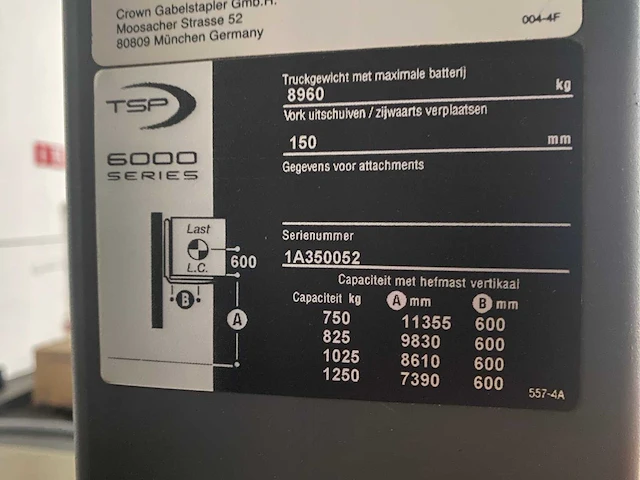 Crown Gabelstapler Gmb.H.
Moosacher Strasse 52
80809 München Germany
004-4F
TSP
6000
SERIES
Truckgewicht met maximale batterij
8960 kg
Vork uitschuiven / zijwaarts verplaatsen
150 mm
Gegevens voor attachments
Serienummer
1A350052
Last
L.C.
600
B
A
Capaciteit met hefmast vertikaal
Capaciteit kg A mm B mm
750 11355 600
825 9830 600
1025 8610 600
1250 7390 600
557-4A